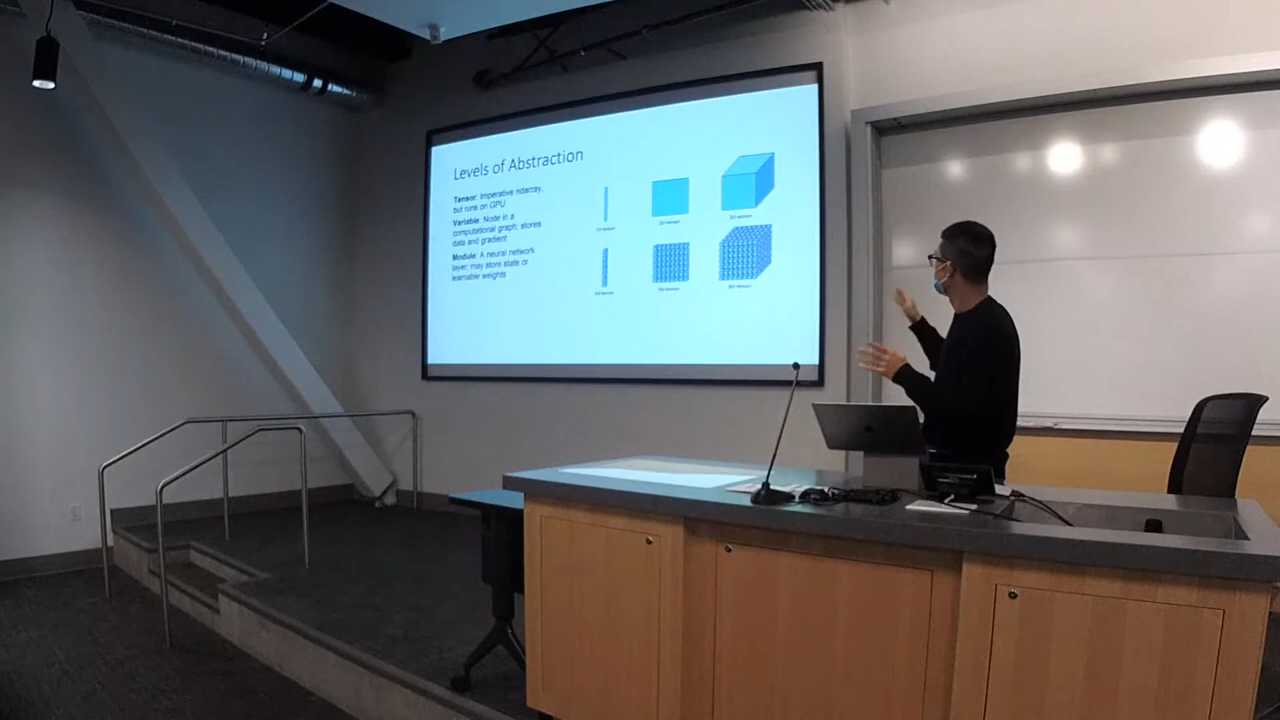 Levels of Abstraction
Tensor: Imperative ndarray,
but runs on GPU
Variable: Node in a
computational graph; stores
data and gradient
Module: A neural network
layer; may store state or
learnable weights